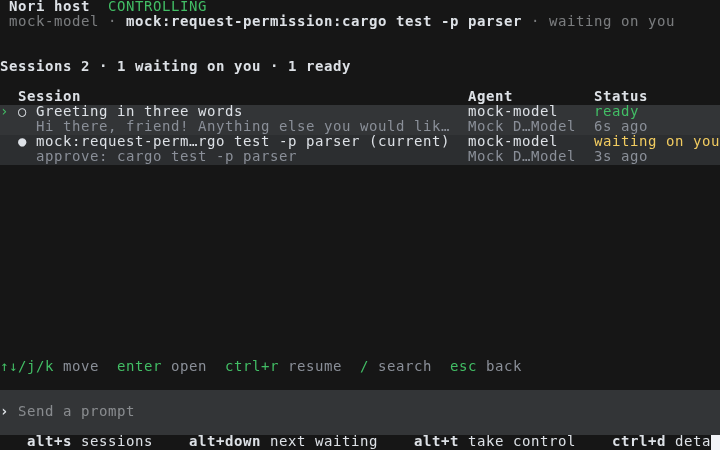 Nori host  CONTROLLING
mock-model · mock:request-permission:cargo test -p parser · waiting on you
Sessions 2 · 1 waiting on you · 1 ready
Session  Agent  Status
› ○ Greeting in three words  mock-model  ready
Hi there, friend! Anything else you would lik…  Mock D…Model  6s ago
● mock:request-perm…rgo test -p parser (current)  mock-model  waiting on you
approve: cargo test -p parser  Mock D…Model  3s ago
↑↓/j/k move  enter open  ctrl+r resume  / search  esc back
› Send a prompt
alt+s sessions  alt+down next waiting  alt+t take control  ctrl+d deta